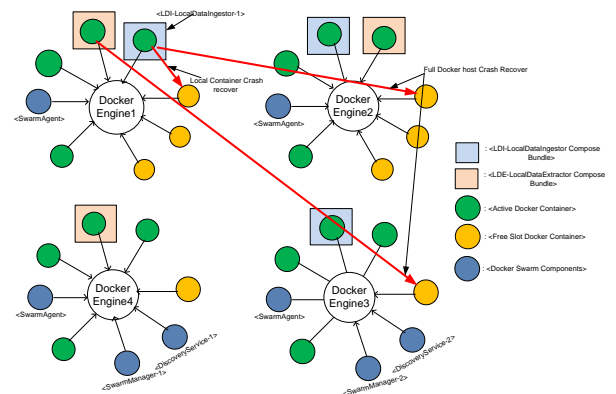 <LDI-LocalDataIngestor-1>
Local Container Crash
recover
Full Docker host Crash Recover
Docker
Engine1
<SwarmAgent>
Docker
Engine2
<SwarmAgent>
: <LDI-LocalDataIngestor Compose
Bundle>
: <LDE-LocalDataExtractor Compose
Bundle>
: <Active Docker Container>
: <Free Slot Docker Container>
: <Docker Swarm Components>
Docker
Engine4
<SwarmAgent>
<DiscoveryService-1>
<SwarmManager-1>
Docker
Engine3
<SwarmAgent>
<DiscoveryService-2>
<SwarmManager-2>